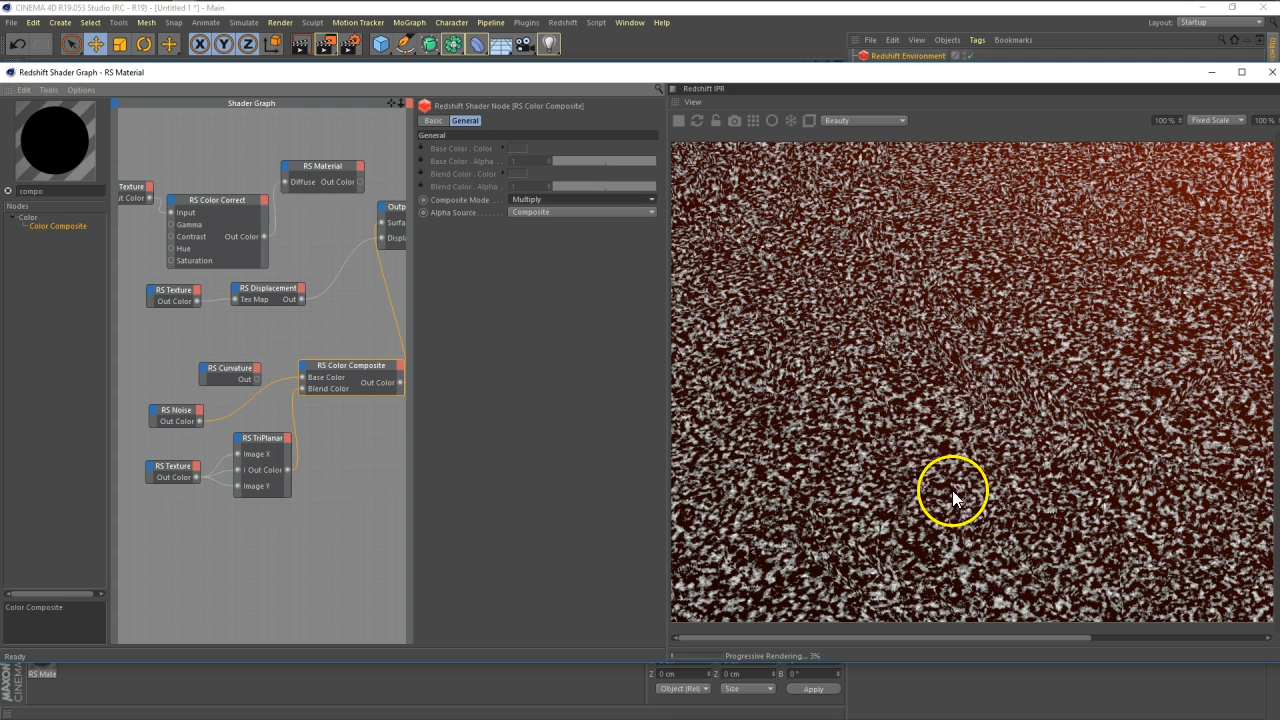 CINEMA 4D R19.053 Studio (RC - R19) - [Untitled 1 *] - Main
File Edit Create Select Tools Mesh Snap Animate Simulate Render Sculpt Motion Tracker MoGraph Character Pipeline Plugins Redshift Script Window Help
Layout: Startup
X Y Z
File Edit View Objects Tags Bookmarks
Redshift Environment
Objects
Redshift Shader Graph - RS Material
Edit Tools Options
Shader Graph
compo
Nodes
Color
Color Composite
Color Composite
Ready
Texture
ut Color
RS Color Correct
Input
Gamma
Contrast Out Color
Hue
Saturation
RS Material
Diffuse Out Color
Outp
Surfa
Displa
RS Texture
Out Color
RS Displacement
Tex Map Out
RS Curvature
Out
RS Color Composite
Base Color
Blend Color Out Color
RS Noise
Out Color
RS TriPlanar
Image X
I Out Color
Image Y
RS Texture
Out Color
Redshift Shader Node [RS Color Composite]
Basic General
General
Base Color . Color
Base Color . Alpha . . 1
Blend Color . Color
Blend Color . Alpha . 1
Composite Mode . Multiply
Alpha Source . . . . . . Composite
Redshift IPR
View
Beauty
100 % Fixed Scale 100 %
Progressive Rendering... 3%
MAXON
CINEMA
RS Mate
Z 0 cm Z 0 cm B 0 °
Object (Rel) Size Apply